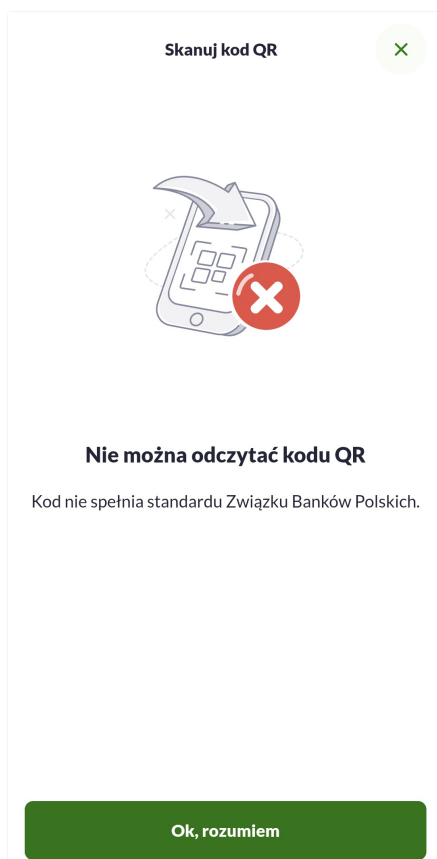 Skanuj kod QR
Nie można odczytać kodu QR
Kod nie spełnia standardu Związku Banków Polskich.
Ok, rozumiem